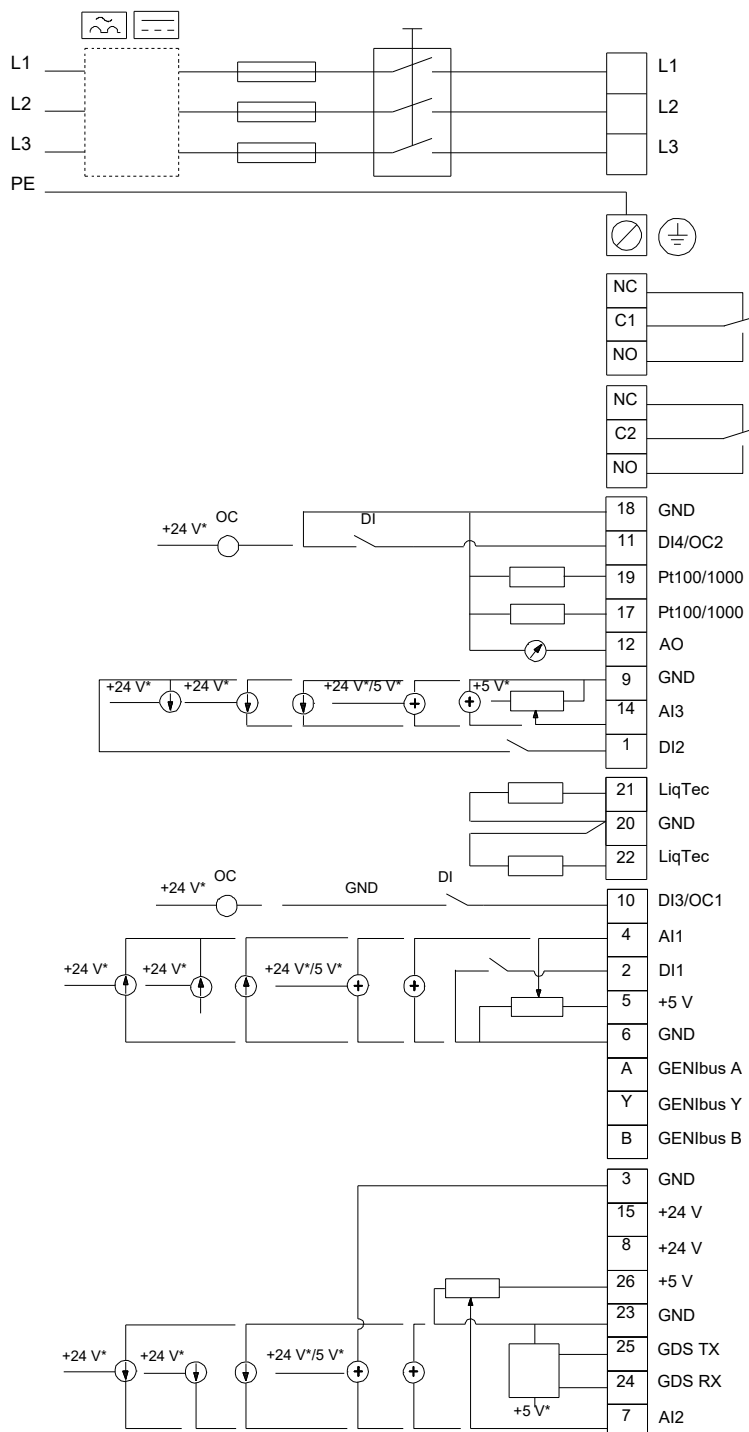 L1 L1
L2 L2
L3 L3
PE
NC
C1
NO
NC
C2
NO
18 GND
+24 V* OC DI 11 DI4/OC2
19 Pt100/1000
17 Pt100/1000
12 AO
9 GND
+24 V* +24 V* +24 V*/5 V* +5 V*
14 AI3
1 DI2
21 LiqTec
20 GND
22 LiqTec
+24 V* OC GND DI 10 DI3/OC1
4 AI1
+24 V* +24 V* +24 V*/5 V* 2 DI1
5 +5 V
6 GND
A GENIbus A
Y GENIbus Y
B GENIbus B
3 GND
15 +24 V
8 +24 V
26 +5 V
23 GND
+24 V* +24 V* +24 V*/5 V* 25 GDS TX
24 GDS RX
+5 V*
7 AI2